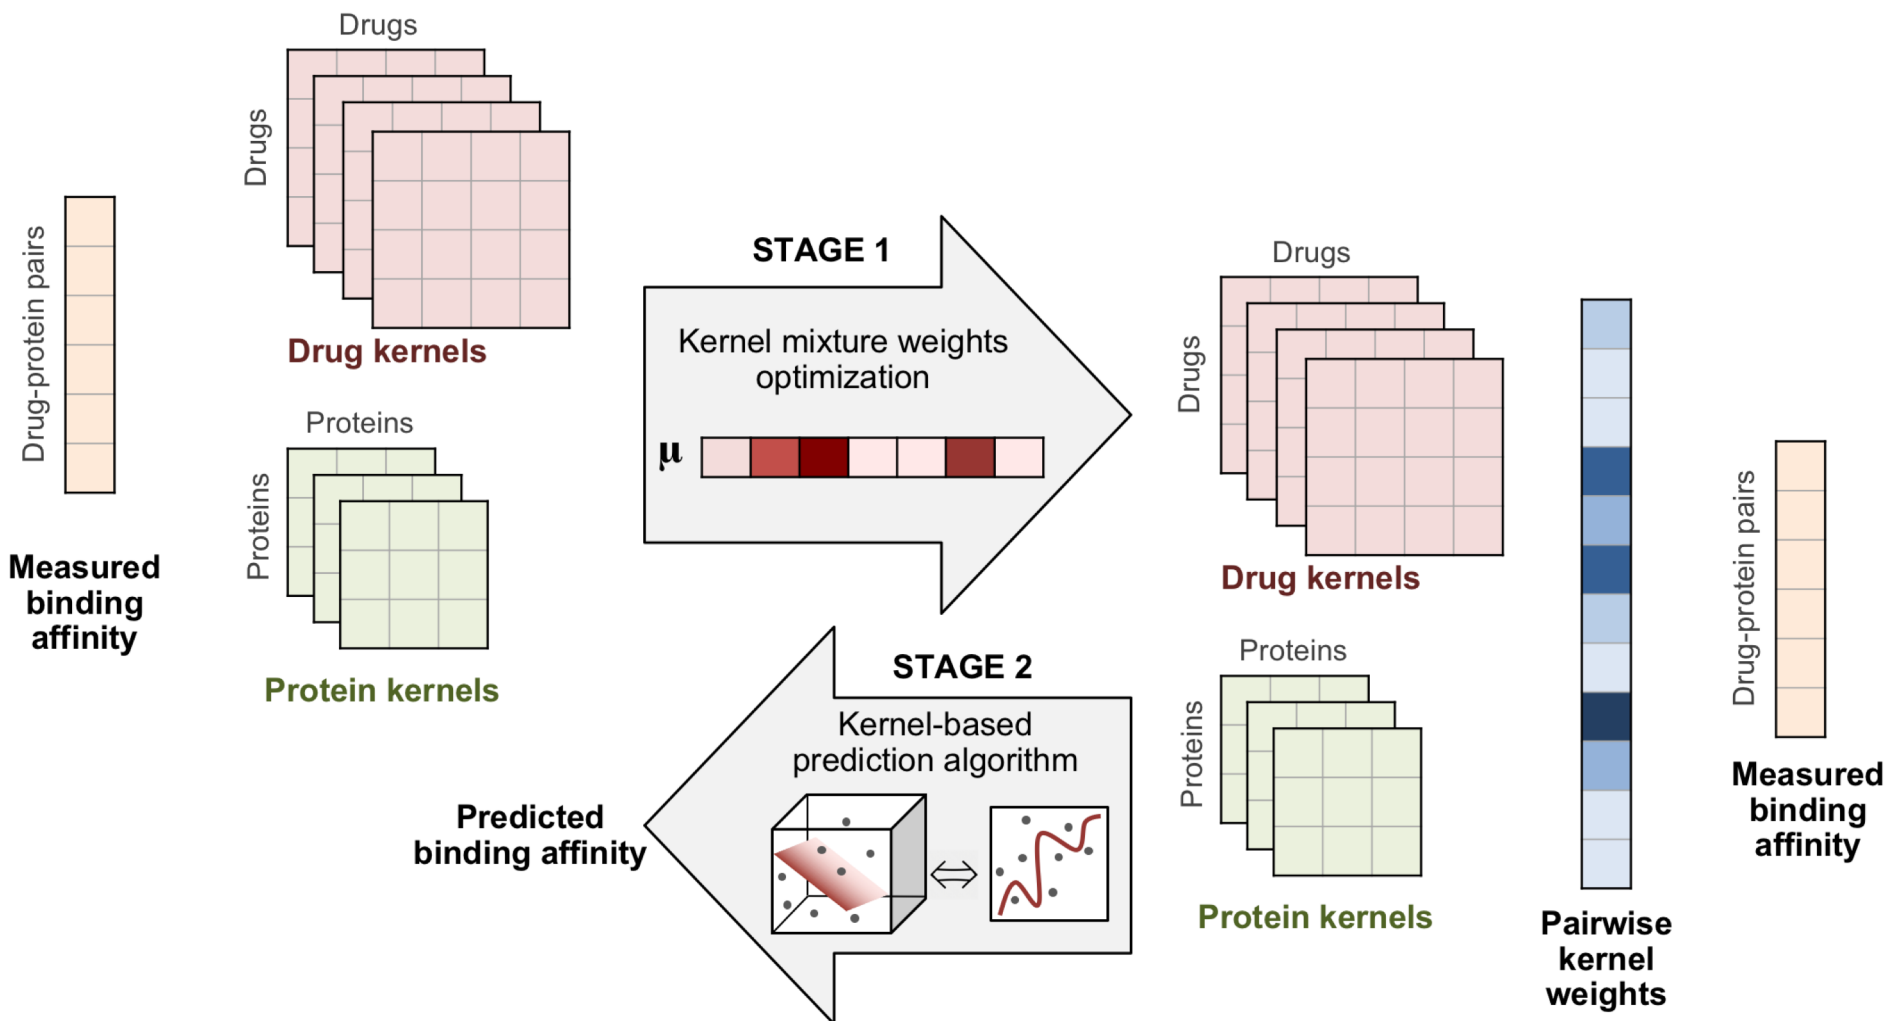 Drugs
Drugs
Drug kernels
Drug-protein pairs
Measured
binding
affinity
Proteins
Proteins
Protein kernels
STAGE 1
Kernel mixture weights
optimization
μ
Drugs
Drugs
Drug kernels
Proteins
Proteins
Protein kernels
Pairwise
kernel
weights
Drug-protein pairs
Measured
binding
affinity
STAGE 2
Kernel-based
prediction algorithm
Predicted
binding affinity